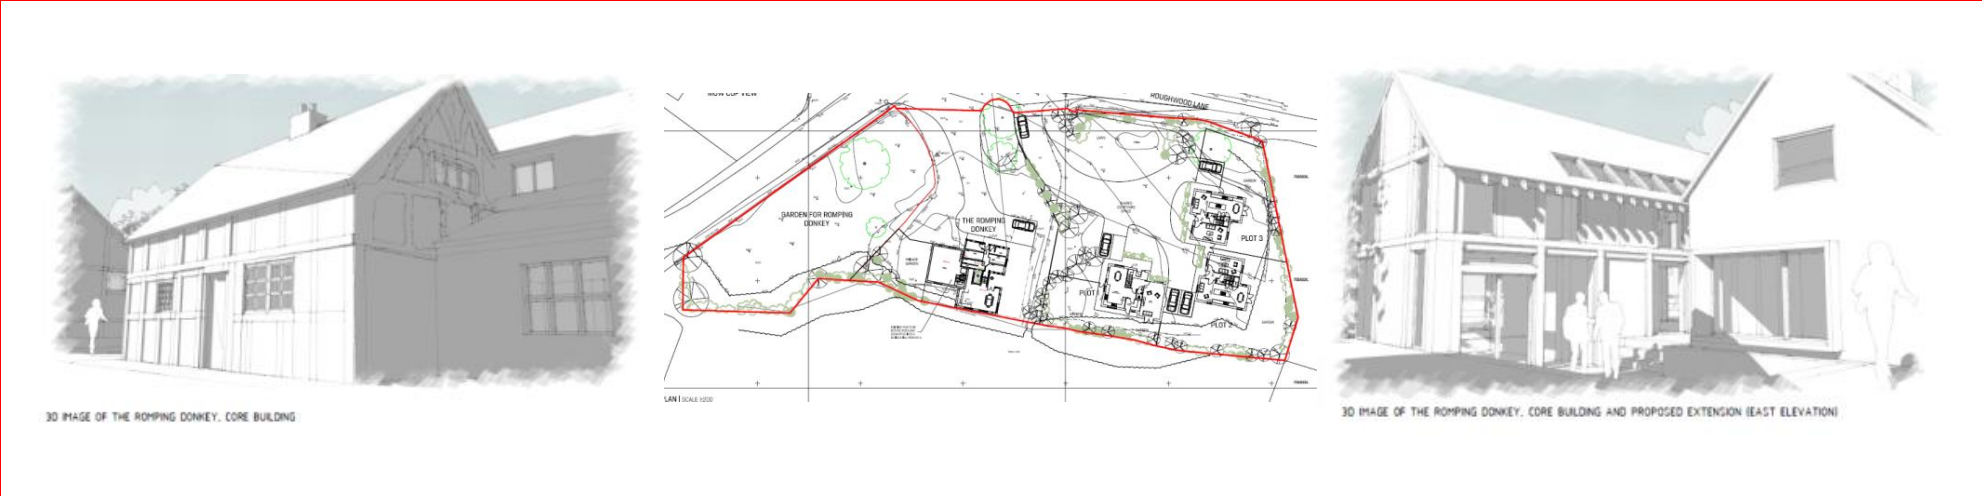 3D IMAGE OF THE ROMPING DONKEY, CORE BUILDING
MOW COP VIEW
ROUGHWOOD LANE
GARDEN FOR ROMPING
DONKEY
THE ROMPING
DONKEY
PLOT 3
PLOT
PLOT 2
PLAN | SCALE 1:200
3D IMAGE OF THE ROMPING DONKEY, CORE BUILDING AND PROPOSED EXTENSION (EAST ELEVATION)